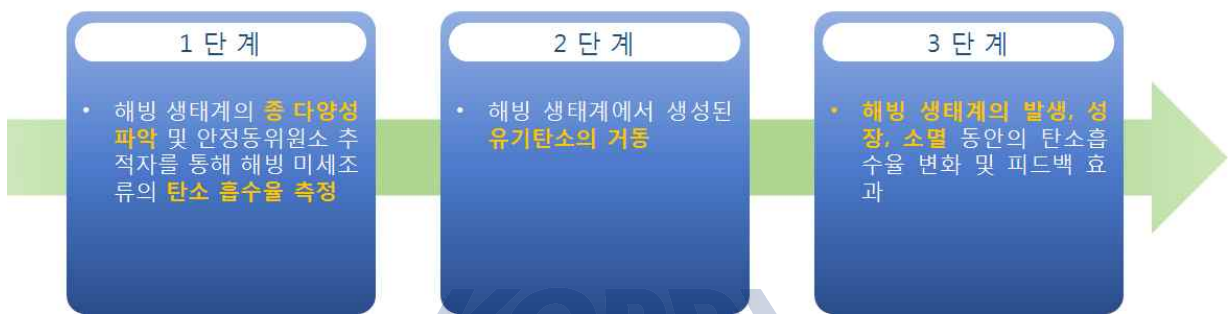 1 단 계
• 해빙 생태계의 종 다양성
파악 및 안정동위원소 추
적자를 통해 해빙 미세조
류의 탄소 흡수율 측정
2 단 계
• 해빙 생태계에서 생성된
유기탄소의 거동
3 단 계
• 해빙 생태계의 발생, 성
장, 소멸 동안의 탄소흡
수율 변화 및 피드백 효
과